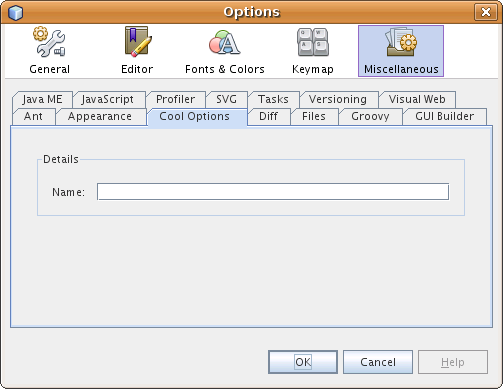 Options
General Editor Fonts & Colors Keymap Miscellaneous
Java ME JavaScript Profiler SVG Tasks Versioning Visual Web
Ant Appearance Cool Options Diff Files Groovy GUI Builder
Details
Name:
OK Cancel Help